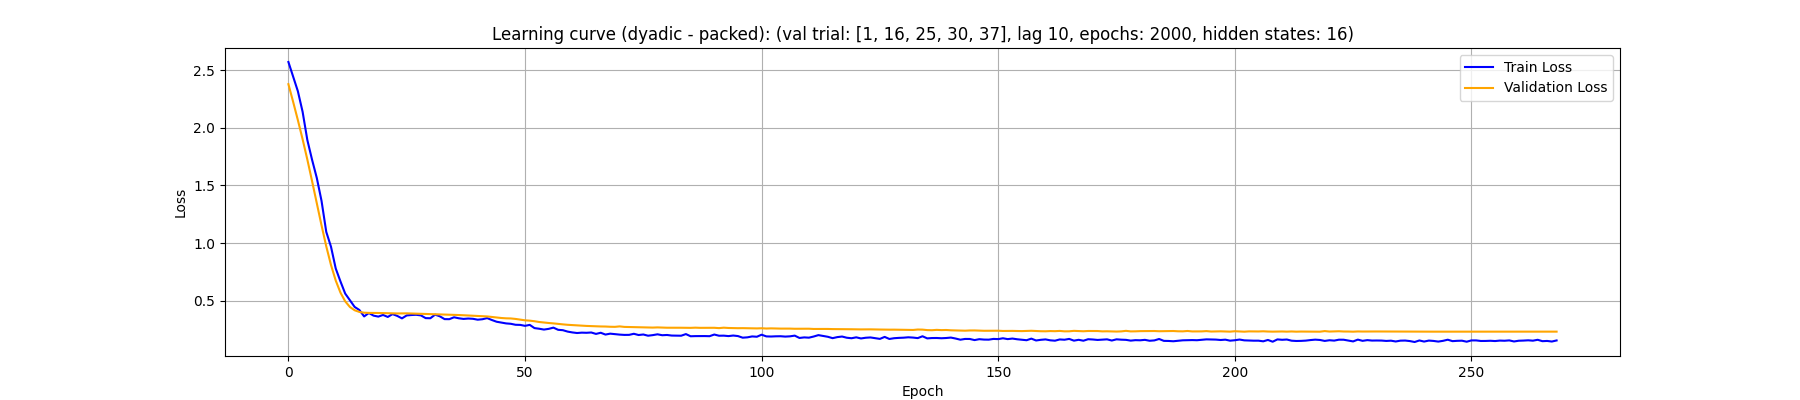 Learning curve (dyadic - packed): (val trial: [1, 16, 25, 30, 37], lag 10, epochs: 2000, hidden states: 16)
Train Loss
Validation Loss
2.5
2.0
1.5
1.0
0.5
Loss
0 50 100 150 200 250
Epoch